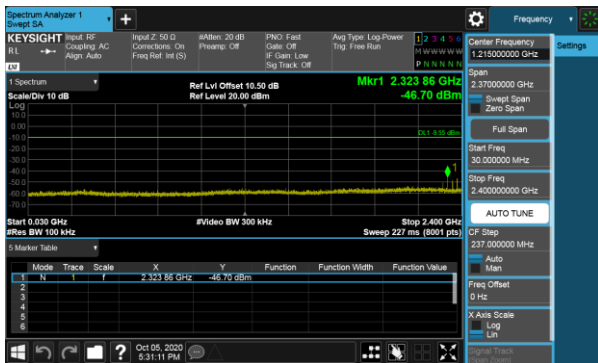 Spectrum Analyzer 1
Swept SA
+
Frequency
KEYSIGHT
Input: RF
Input Z: 50 Ω
#Atten: 20 dB
PNO: Fast
Avg Type: Log-Power
1 2 3 4 5 6
RL
Coupling: AC
Corrections: On
Preamp: Off
Gate: Off
Trig: Free Run
M W W W W W
Align: Auto
Freq Ref: Int (S)
IF Gain: Low
P N N N N N
LXI
Sig Track: Off
Center Frequency
1.215000000 GHz
Settings
Span
2.37000000 GHz
Swept Span
Zero Span
Full Span
Start Freq
30.000000 MHz
Stop Freq
2.400000000 GHz
AUTO TUNE
CF Step
237.000000 MHz
Auto
Man
Freq Offset
0 Hz
X Axis Scale
Log
Lin
Signal Track
(Span Zoom)
1 Spectrum
Ref Lvl Offset 10.50 dB
Mkr1 2.323 86 GHz
Scale/Div 10 dB
Ref Level 20.00 dBm
-46.70 dBm
Log
10.0
0.00
-10.0
DL1 -9.55 dBm
-20.0
-30.0
-40.0
1
-50.0
-60.0
-70.0
Start 0.030 GHz
#Video BW 300 kHz
Stop 2.400 GHz
#Res BW 100 kHz
Sweep 227 ms (8001 pts)
5 Marker Table
Mode Trace Scale X Y Function Function Width Function Value
1 N 1 f 2.323 86 GHz -46.70 dBm
2
3
4
5
6
?
Oct 05, 2020
5:31:11 PM